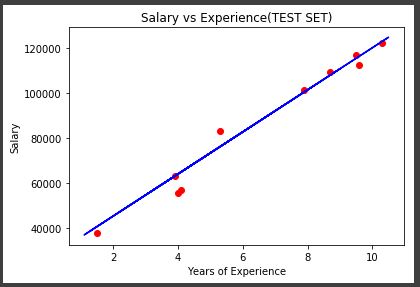 Salary vs Experience(TEST SET)
120000
100000
80000
60000
40000
Salary
2 4 6 8 10
Years of Experience